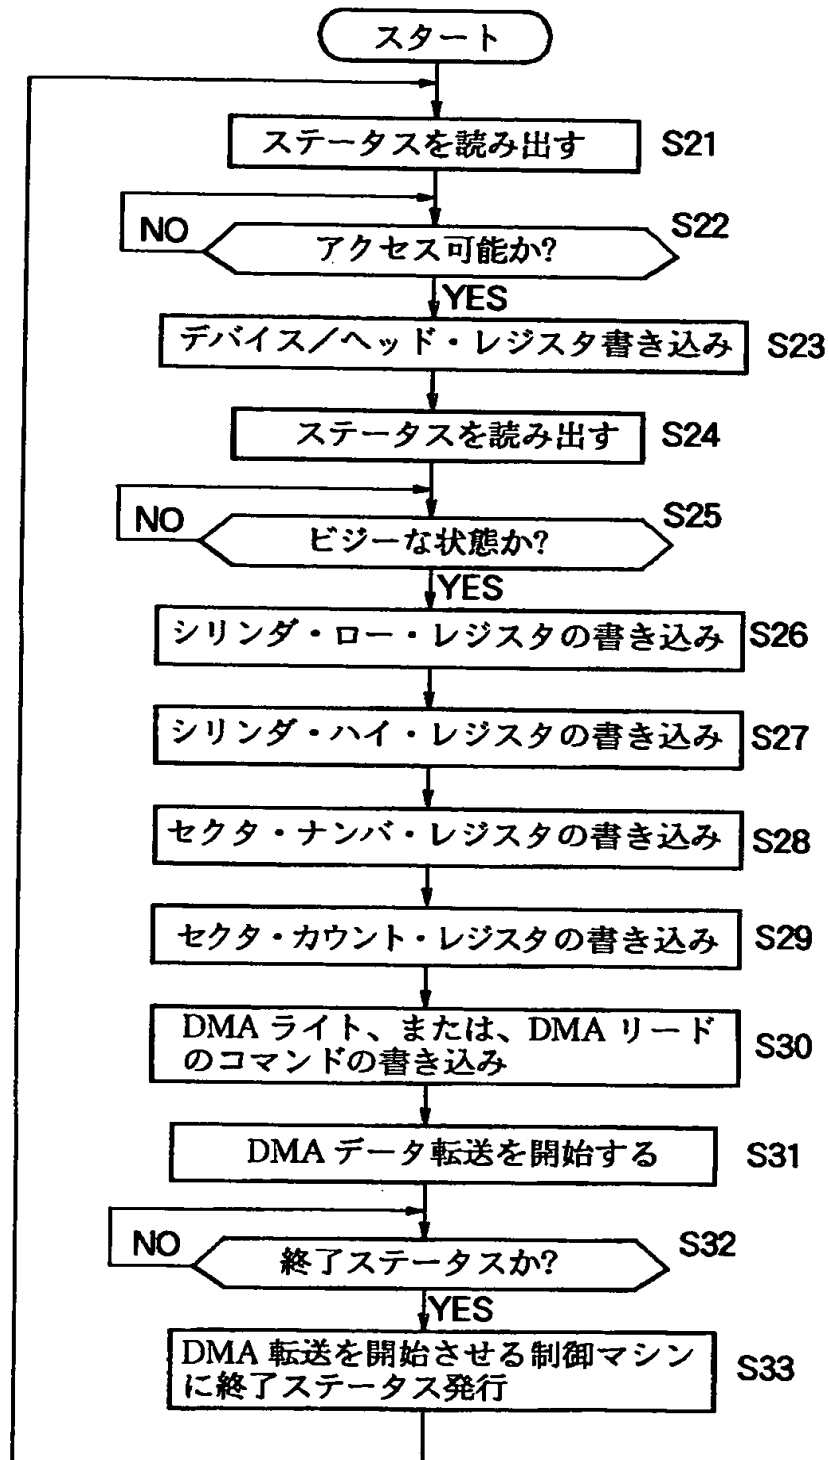 スタート
ステータスを読み出す S21
S22
NO アクセス可能か?
YES
デバイス／ヘッド・レジスタ書き込み S23
ステータスを読み出す S24
S25
NO ビジーな状態か?
YES
シリンダ・ロー・レジスタの書き込み S26
シリンダ・ハイ・レジスタの書き込み S27
セクタ・ナンバ・レジスタの書き込み S28
セクタ・カウント・レジスタの書き込み S29
DMA ライト、または、DMA リード
のコマンドの書き込み S30
DMA データ転送を開始する S31
NO 終了ステータスか? S32
YES
DMA 転送を開始させる制御マシン
に終了ステータス発行 S33